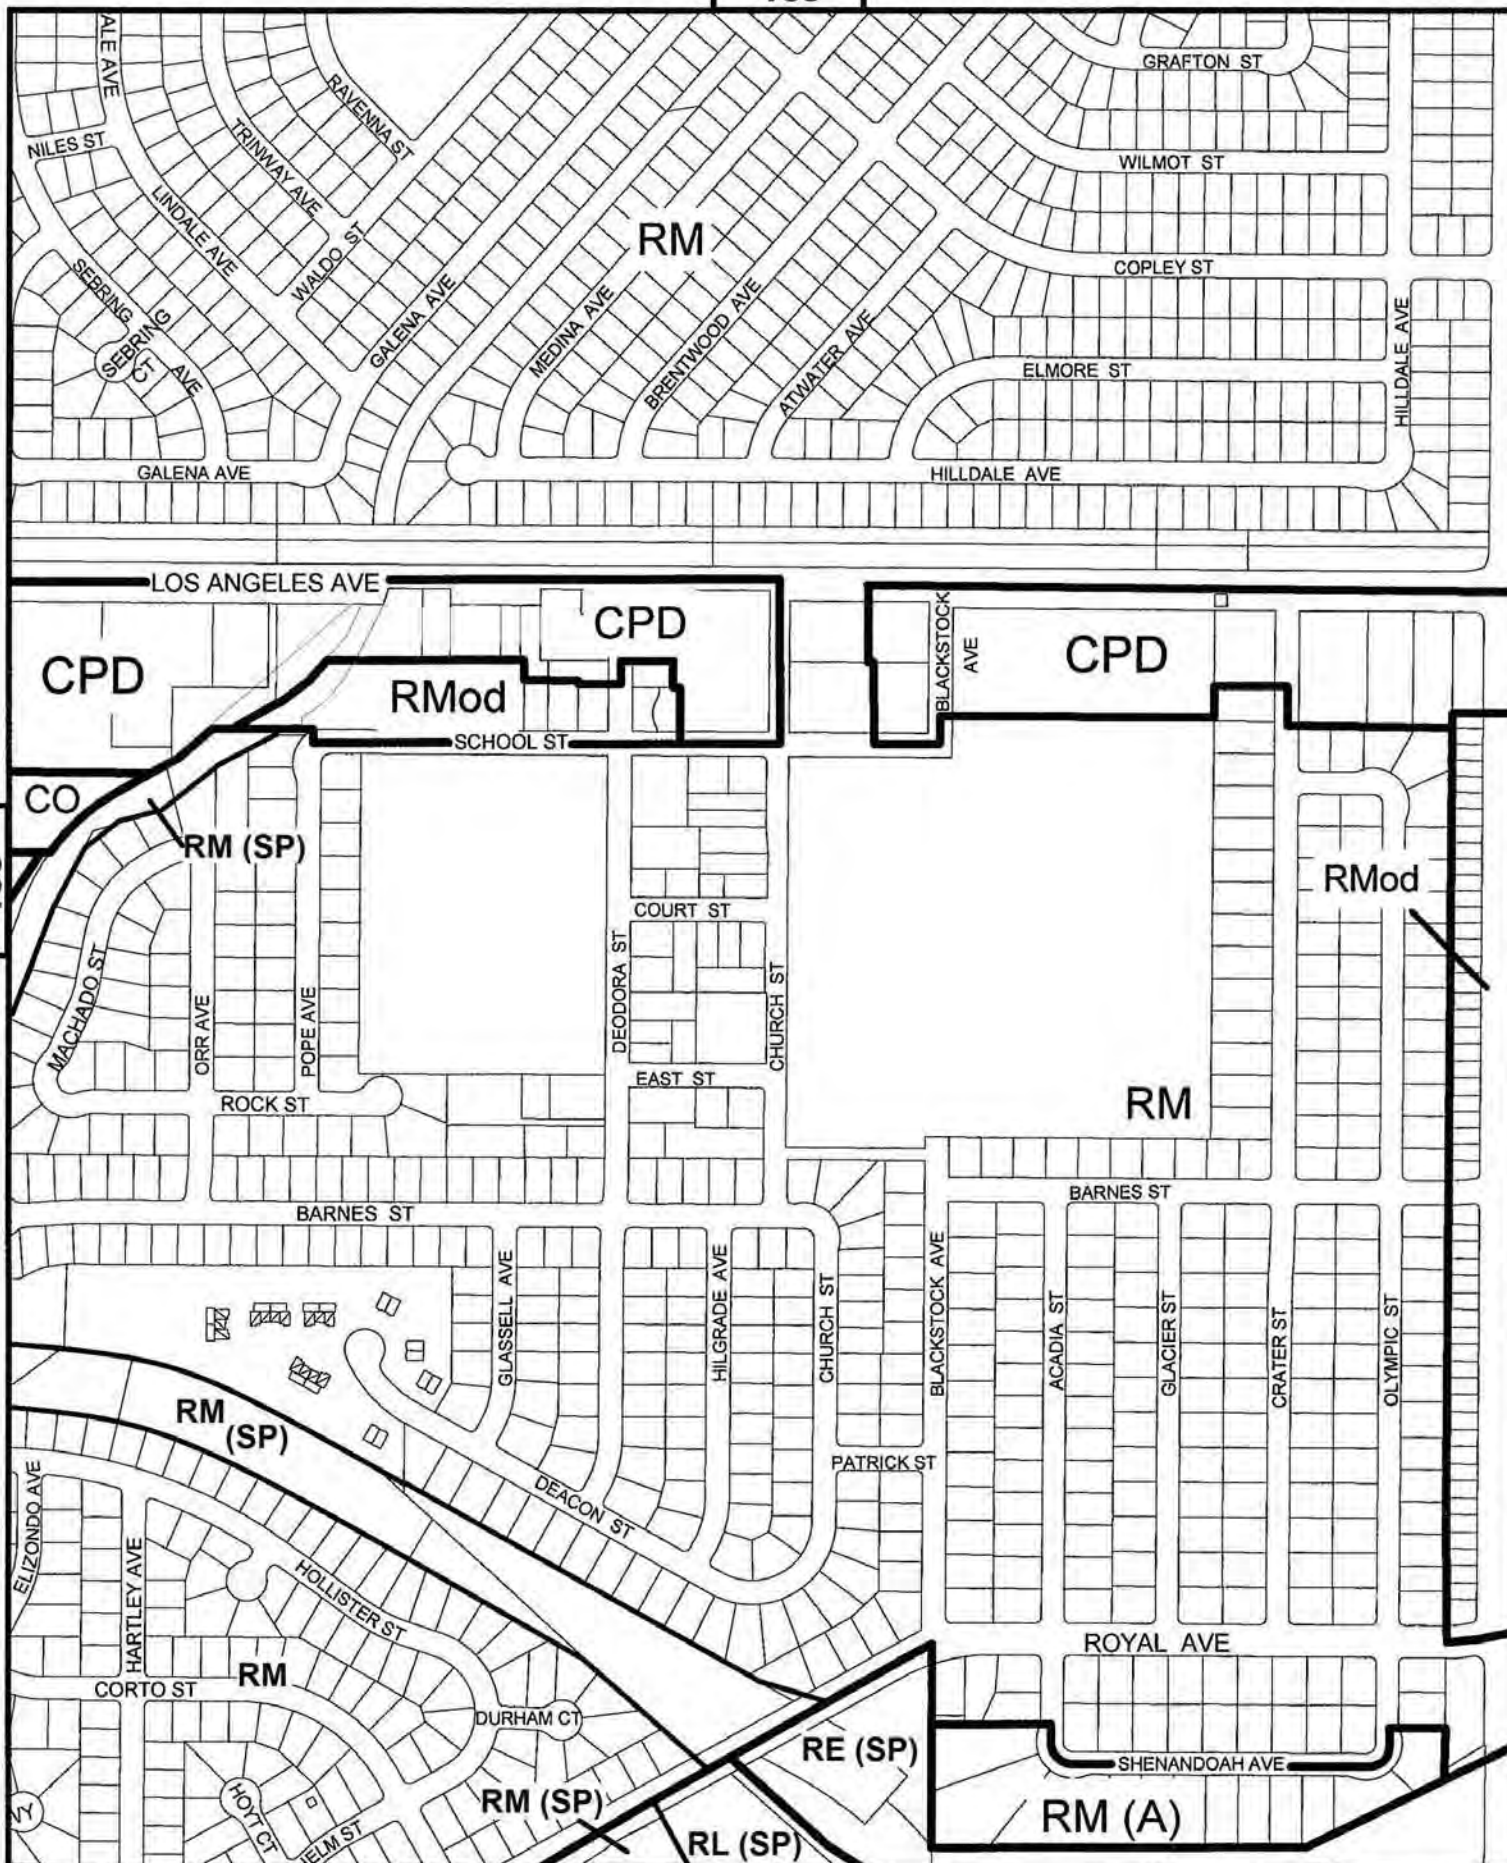 GRAFTON ST
ALE AVE
NILES ST
RAVENNA ST
TRINWAY AVE
WILMOT ST
LINDALE AVE
WALDO ST
RM
COPLEY ST
SEBRING AVE
SEBRING CT
GALENA AVE
MEDINA AVE
BRENTWOOD AVE
ATWATER AVE
ELMORE ST
HILLDALE AVE
GALENA AVE
HILLDALE AVE
LOS ANGELES AVE
CPD
CPD
RMod
BLACKSTOCK AVE
CPD
SCHOOL ST
CO
RM (SP)
RMod
COURT ST
MACHADO ST
ORR AVE
POPE AVE
DEODORA ST
CHURCH ST
EAST ST
ROCK ST
RM
BARNES ST
BARNES ST
GLASSELL AVE
HILGRADE AVE
CHURCH ST
BLACKSTOCK AVE
ACADIA ST
GLACIER ST
CRATER ST
OLYMPIC ST
RM
(SP)
PATRICK ST
DEACON ST
ELIZONDO AVE
HARTLEY AVE
HOLLISTER ST
ROYAL AVE
RM
CORTO ST
DURHAM CT
RE (SP)
SHENANDOAH AVE
RM (SP)
HOYT CT
NY
ELM ST
RL (SP)
RM (A)